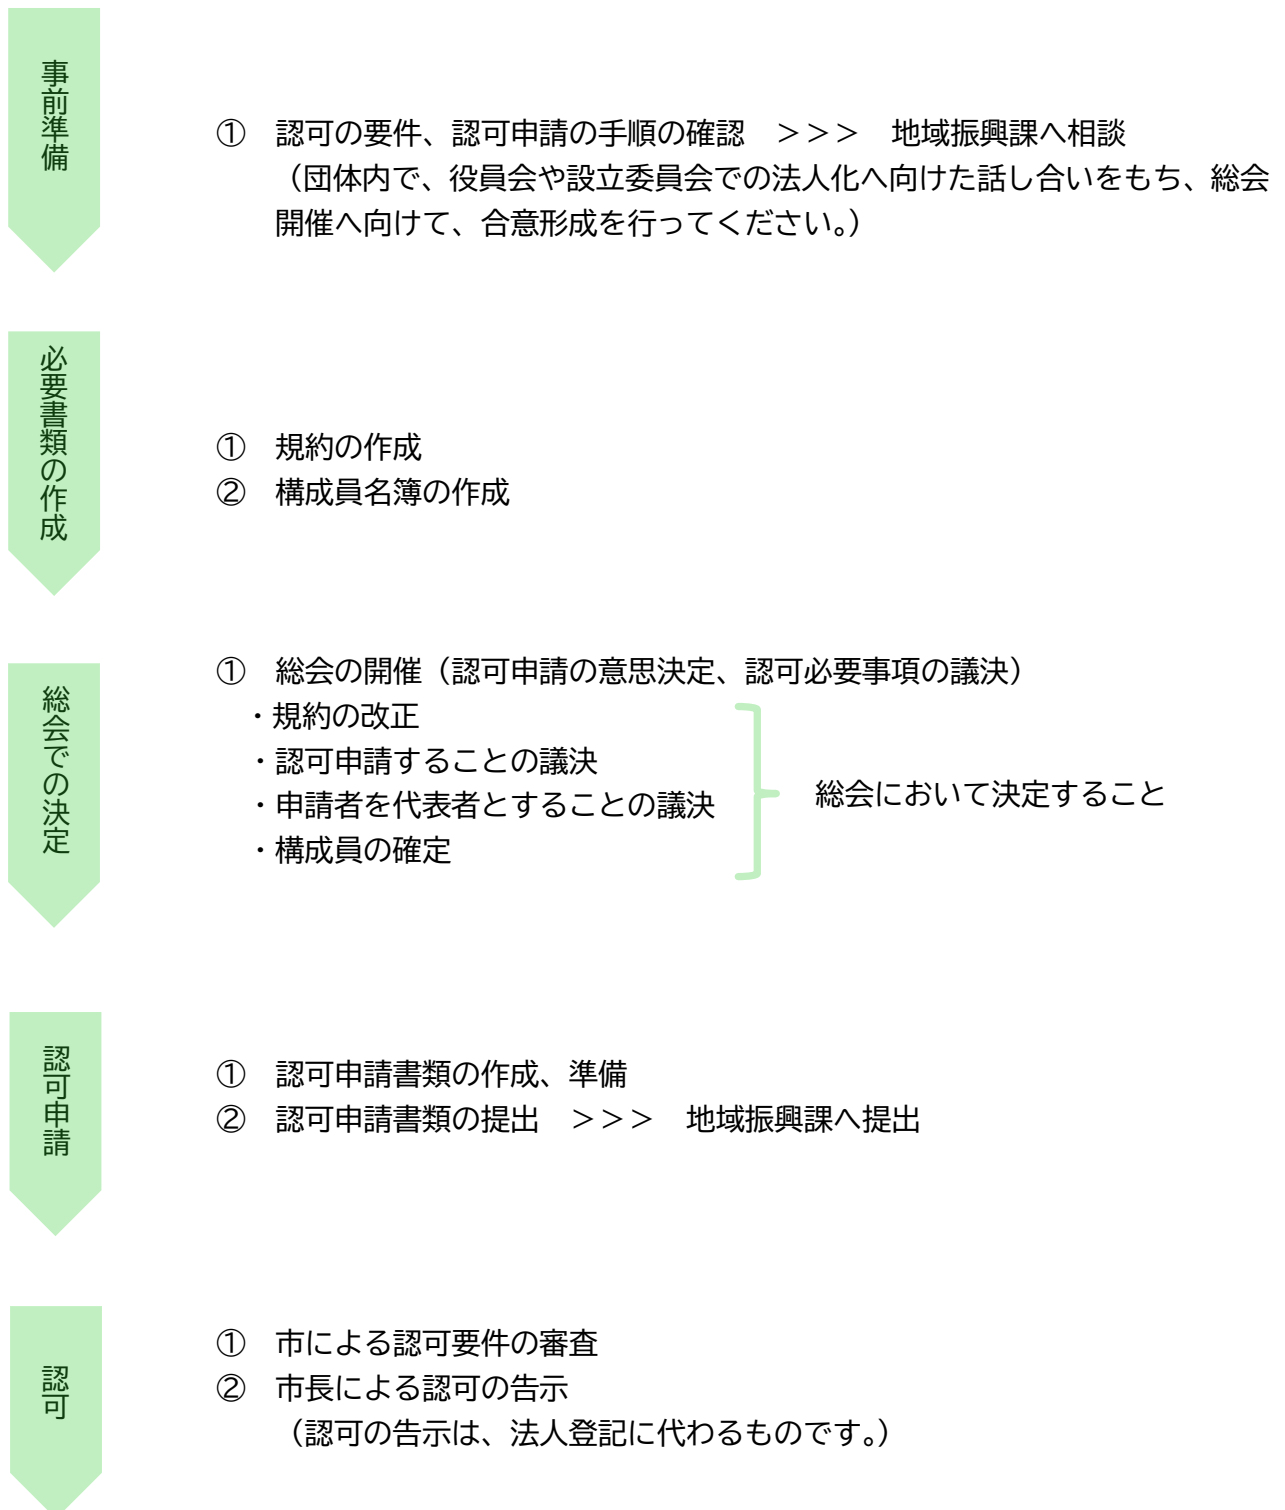 事前準備
① 認可の要件、認可申請の手順の確認 >>> 地域振興課へ相談
（団体内で、役員会や設立委員会での法人化へ向けた話し合いをもち、総会
開催へ向けて、合意形成を行ってください。）
必要書類の作成
① 規約の作成
② 構成員名簿の作成
総会での決定
① 総会の開催（認可申請の意思決定、認可必要事項の議決）
・規約の改正
・認可申請することの議決
・申請者を代表者とすることの議決
・構成員の確定
総会において決定すること
認可申請
① 認可申請書類の作成、準備
② 認可申請書類の提出 >>> 地域振興課へ提出
認可
① 市による認可要件の審査
② 市長による認可の告示
（認可の告示は、法人登記に代わるものです。）